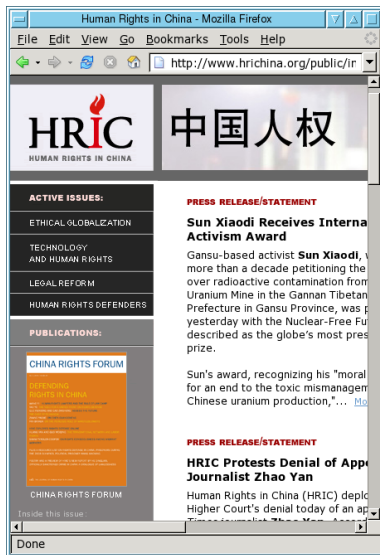 Human Rights in China - Mozilla Firefox
File Edit View Go Bookmarks Tools Help
http://www.hrichina.org/public/in
HRIC
HUMAN RIGHTS IN CHINA
中国人权
ACTIVE ISSUES:
ETHICAL GLOBALIZATION
TECHNOLOGY
AND HUMAN RIGHTS
LEGAL REFORM
HUMAN RIGHTS DEFENDERS
PUBLICATIONS:
CHINA RIGHTS FORUM
DEFENDING
RIGHTS IN CHINA
CHINA RIGHTS FORUM
Inside this issue:
PRESS RELEASE/STATEMENT
Sun Xiaodi Receives Interna
Activism Award
Gansu-based activist Sun Xiaodi, w
more than a decade petitioning the
over radioactive contamination from
Uranium Mine in the Gannan Tibetan
Prefecture in Gansu Province, was p
yesterday with the Nuclear-Free Fu
described as the globe's most pres
prize.
Sun's award, recognizing his "moral
for an end to the toxic mismanagem
Chinese uranium production,"... Mo
PRESS RELEASE/STATEMENT
HRIC Protests Denial of Appe
Journalist Zhao Yan
Human Rights in China (HRIC) deplo
Higher Court's denial today of an ap
Done